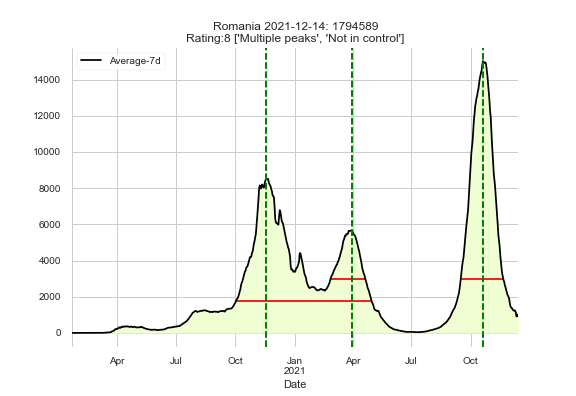 Romania 2021-12-14: 1794589
Rating:8 ['Multiple peaks', 'Not in control']
Average-7d
14000
12000
10000
8000
6000
4000
2000
0
Apr Jul Oct Jan Apr Jul Oct
2021
Date